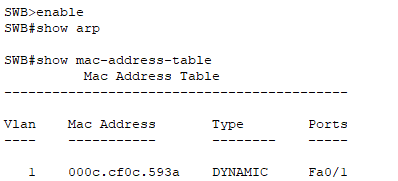 SWB>enable
SWB#show arp
SWB#show mac-address-table
Mac Address Table
-------------------------------------------
Vlan Mac Address Type Ports
---- ----------- -------- -----
1 000c.cf0c.593a DYNAMIC Fa0/1